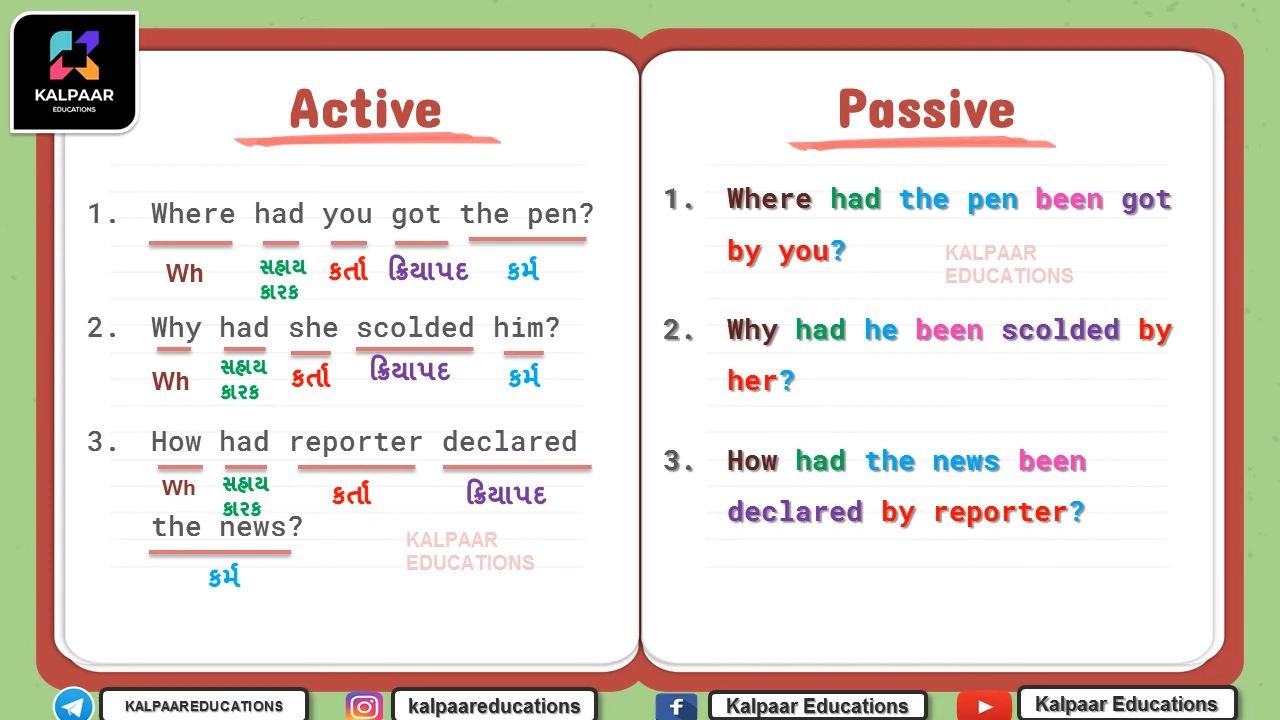 KALPAAR
EDUCATIONS
Active
1. Where had you got the pen?
Wh સહાય કારક કર્તા ક્રિયાપદ કર્મ
2. Why had she scolded him?
Wh સહાય કારક કર્તા ક્રિયાપદ કર્મ
3. How had reporter declared
Wh સહાય કારક કર્તા ક્રિયાપદ
the news?
કર્મ
KALPAAR
EDUCATIONS
Passive
1. Where had the pen been got
by you?
KALPAAR
EDUCATIONS
2. Why had he been scolded by
her?
3. How had the news been
declared by reporter?
KALPAAREDUCATIONS
kalpaareducations
Kalpaar Educations
Kalpaar Educations